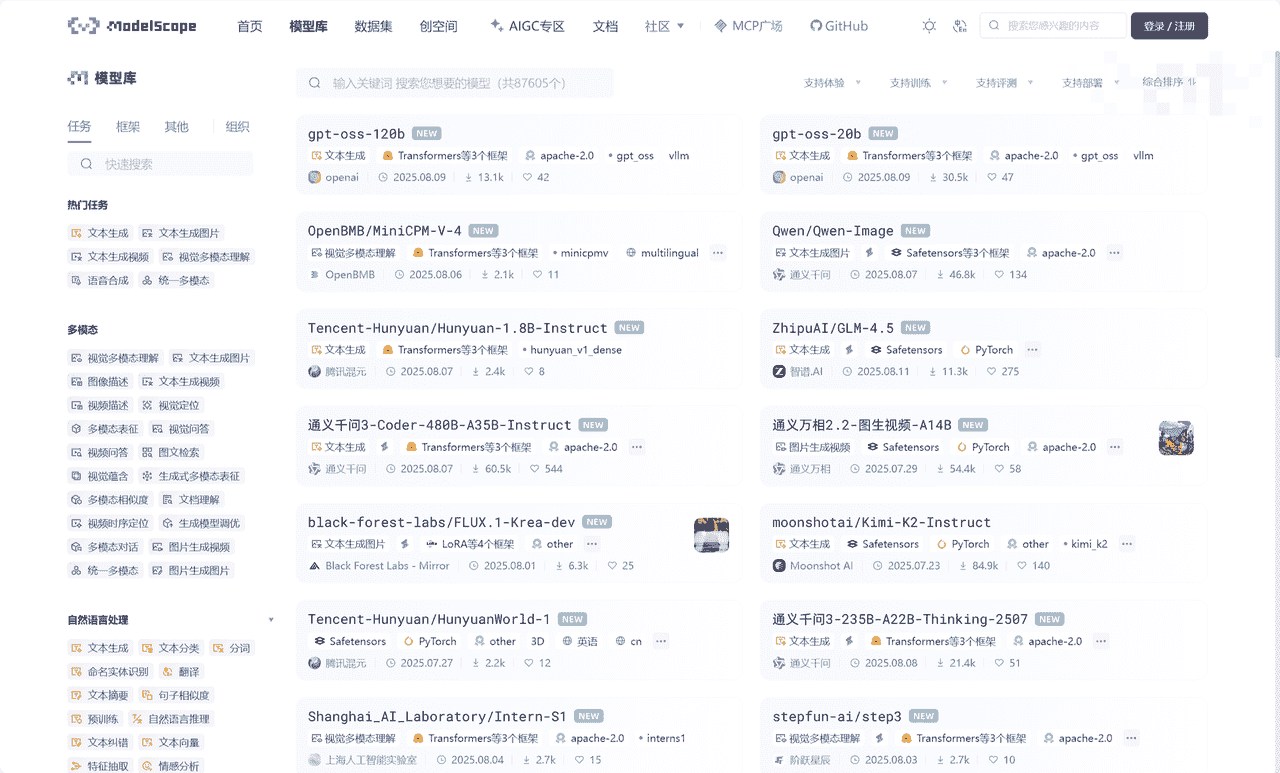 ModelScope 首页 模型库 数据集 创空间 AIGC专区 文档 社区 MCP广场 GitHub 搜索您感兴趣的内容 登录 / 注册
模型库
任务 框架 其他 组织
快速搜索
热门任务
文本生成 文本生成图片
文本生成视频 视觉多模态理解
语音合成 统一多模态
多模态
视觉多模态理解 文本生成图片
图像描述 文本生成视频
视频描述 视觉定位
多模态表征 视觉问答
视频问答 图文检索
视觉蕴含 生成式多模态表征
多模态相似度 文档理解
视频时序定位 生成模型调优
多模态对话 图片生成视频
统一多模态 图片生成图片
自然语言处理
文本生成 文本分类 分词
命名实体识别 翻译
文本摘要 句子相似度
预训练 自然语言推理
文本纠错 文本向量
特征抽取 情感分析
输入关键词 搜索您想要的模型（共87605个） 支持体验 支持训练 支持评测 支持部署 综合排序
gpt-oss-120b NEW
文本生成 Transformers等3个框架 apache-2.0 gpt_oss vllm
openai 2025.08.09 13.1k 42
gpt-oss-20b NEW
文本生成 Transformers等3个框架 apache-2.0 gpt_oss vllm
openai 2025.08.09 30.5k 47
OpenBMB/MiniCPM-V-4 NEW
视觉多模态理解 Transformers等3个框架 minicpmv multilingual ···
OpenBMB 2025.08.06 2.1k 11
Qwen/Qwen-Image NEW
文本生成图片 Safetensors等3个框架 apache-2.0 ···
通义千问 2025.08.07 46.8k 134
Tencent-Hunyuan/Hunyuan-1.8B-Instruct NEW
文本生成 Transformers等3个框架 hunyuan_v1_dense
腾讯混元 2025.08.07 2.4k 8
ZhipuAI/GLM-4.5 NEW
文本生成 Safetensors PyTorch ···
智谱.AI 2025.08.11 11.3k 275
通义千问3-Coder-480B-A35B-Instruct NEW
文本生成 Transformers等3个框架 apache-2.0 ···
通义千问 2025.08.07 60.5k 544
通义万相2.2-图生视频-A14B NEW
图片生成视频 Safetensors PyTorch apache-2.0 ···
通义万相 2025.07.29 54.4k 58
black-forest-labs/FLUX.1-Krea-dev NEW
文本生成图片 LoRA等4个框架 other ···
Black Forest Labs - Mirror 2025.08.01 6.3k 25
moonshotai/Kimi-K2-Instruct
文本生成 Safetensors PyTorch other kimi_k2 ···
Moonshot AI 2025.07.23 84.9k 140
Tencent-Hunyuan/HunyuanWorld-1 NEW
Safetensors PyTorch other 3D 英语 cn ···
腾讯混元 2025.07.27 2.2k 12
通义千问3-235B-A22B-Thinking-2507 NEW
文本生成 Transformers等3个框架 apache-2.0 ···
通义千问 2025.08.08 21.4k 51
Shanghai_AI_Laboratory/Intern-S1 NEW
视觉多模态理解 Transformers等3个框架 apache-2.0 interns1
上海人工智能实验室 2025.08.04 2.7k 15
stepfun-ai/step3 NEW
视觉多模态理解 Transformers等3个框架 apache-2.0 ···
阶跃星辰 2025.08.03 2.7k 10